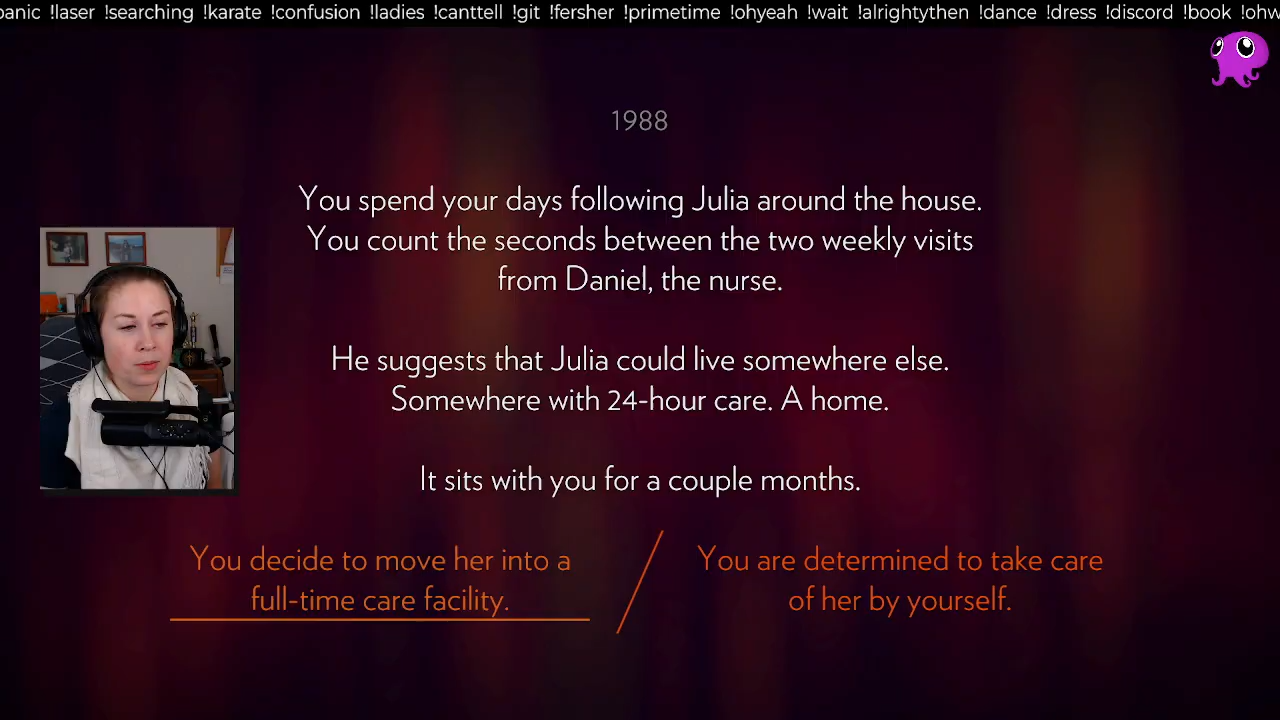 !searching !karate !confusion !ladies !canttell !git !fersher !primetime !ohyeah !wait !alrightythen !dance !dress !discord !book
1988
You spend your days following Julia around the house.
You count the seconds between the two weekly visits
from Daniel, the nurse.
He suggests that Julia could live somewhere else.
Somewhere with 24-hour care. A home.
It sits with you for a couple months.
You decide to move her into a
full-time care facility.
You are determined to take care
of her by yourself.